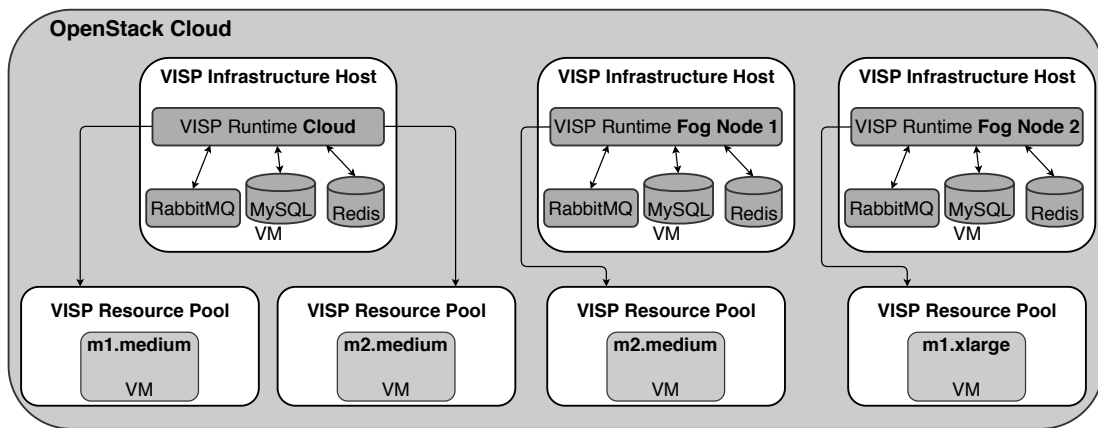 OpenStack Cloud
VISP Infrastructure Host
VISP Runtime Cloud
RabbitMQ
MySQL
Redis
VM
VISP Infrastructure Host
VISP Runtime Fog Node 1
RabbitMQ
MySQL
Redis
VM
VISP Infrastructure Host
VISP Runtime Fog Node 2
RabbitMQ
MySQL
Redis
VM
VISP Resource Pool
m1.medium
VM
VISP Resource Pool
m2.medium
VM
VISP Resource Pool
m2.medium
VM
VISP Resource Pool
m1.xlarge
VM